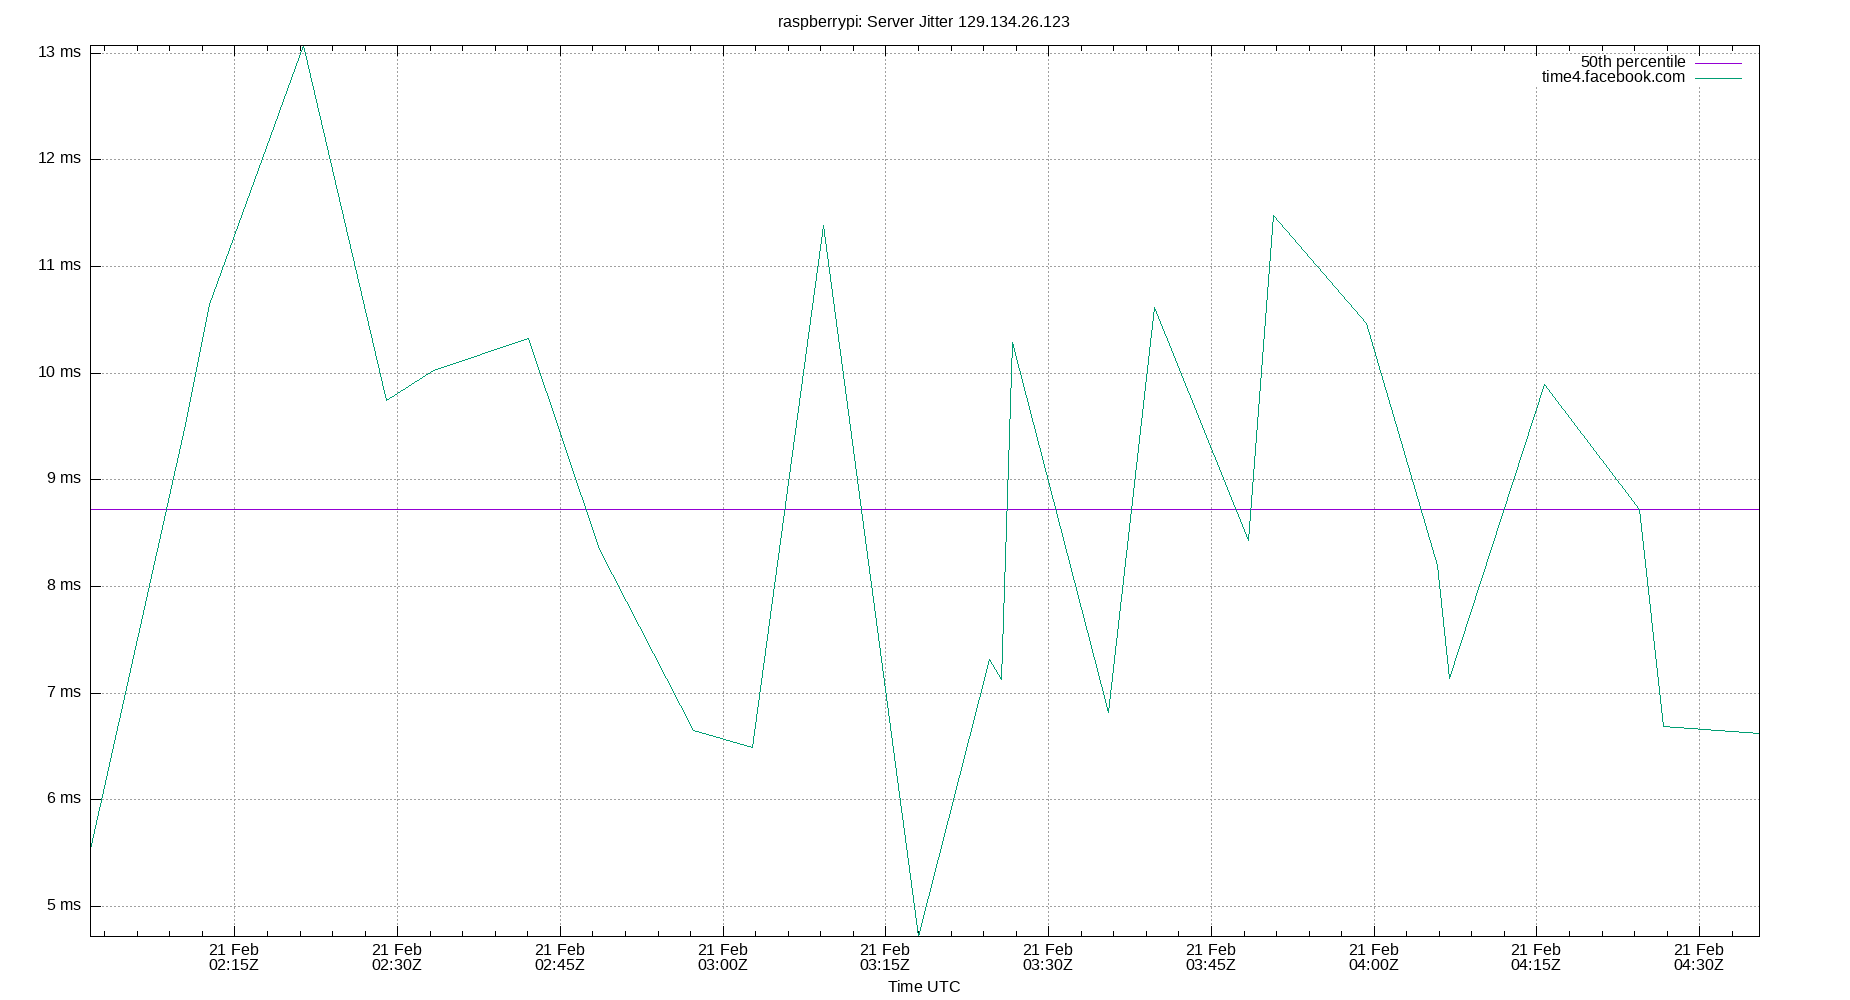 raspberrypi: Server Jitter 129.134.26.123
13 ms
12 ms
11 ms
10 ms
9 ms
8 ms
7 ms
6 ms
5 ms
50th percentile
time4.facebook.com
21 Feb 21 Feb 21 Feb 21 Feb 21 Feb 21 Feb 21 Feb 21 Feb 21 Feb 21 Feb
02:15Z 02:30Z 02:45Z 03:00Z 03:15Z 03:30Z 03:45Z 04:00Z 04:15Z 04:30Z
Time UTC